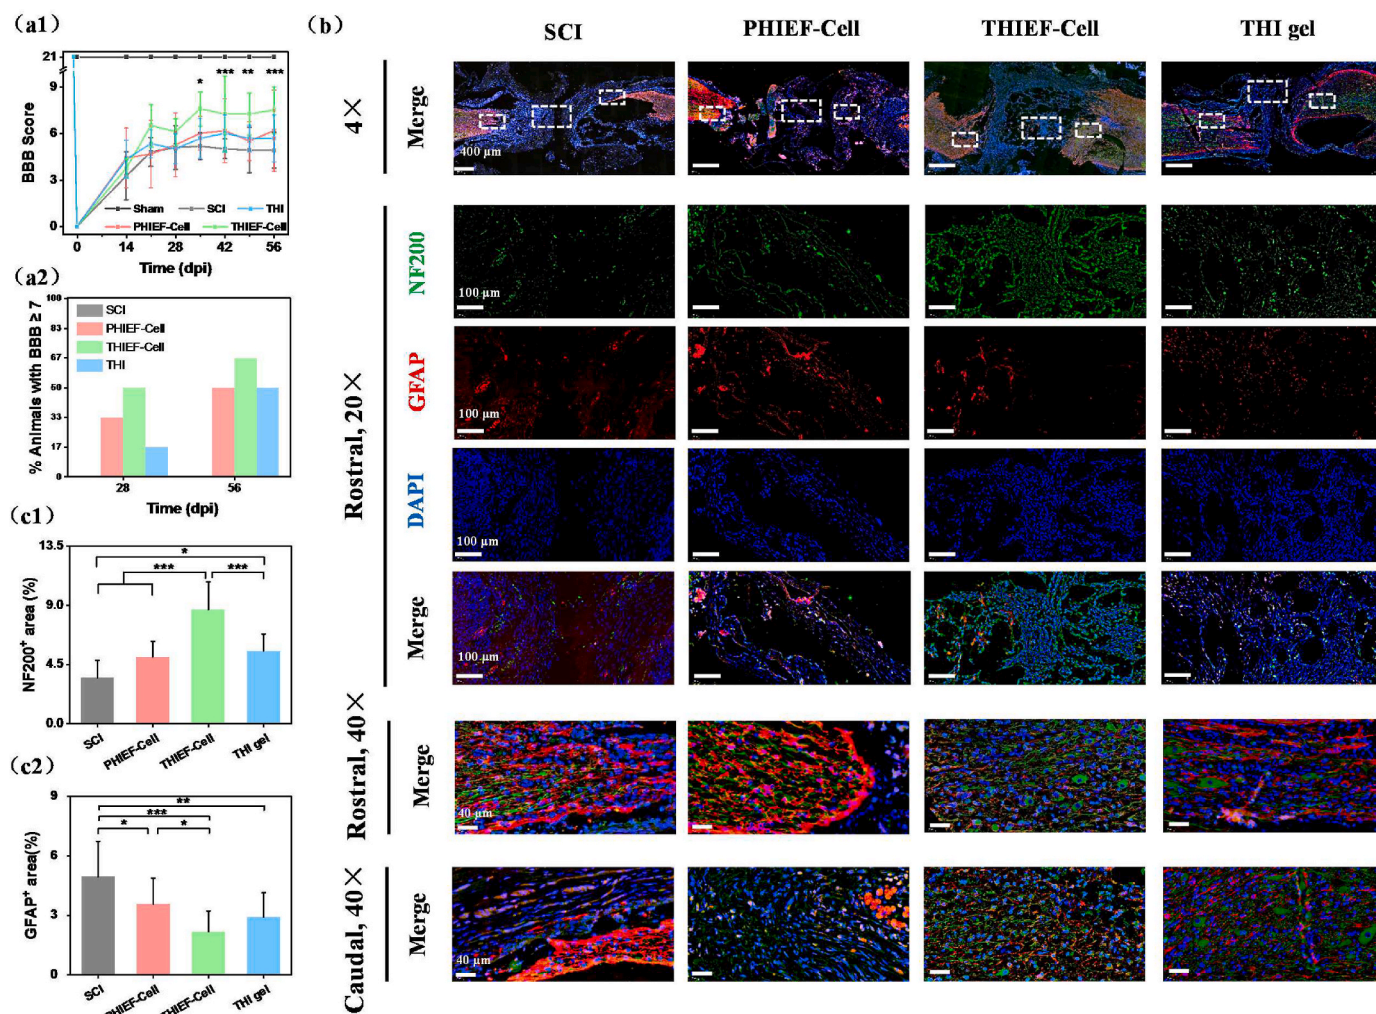 (a1)
21
9
6
3
0
BBB Score
*
***
**
***
Sham
SCI
THI
PHIEF-Cell
THIEF-Cell
0
14
28
42
56
Time (dpi)
(a2)
100
83
67
50
33
17
0
% Animals with BBB ≥ 7
SCI
PHIEF-Cell
THIEF-Cell
THI
28
56
Time (dpi)
(c1)
13.5
9.0
4.5
0.0
NF200⁺ area (%)
*
***
***
SCI
PHIEF-Cell
THIEF-Cell
THI gel
(c2)
9
6
3
0
GFAP⁺ area(%)
**
***
*
*
SCI
PHIEF-Cell
THIEF-Cell
THI gel
(b)
SCI
PHIEF-Cell
THIEF-Cell
THI gel
4×
Merge
400 µm
Rostral, 20×
NF200
100 µm
GFAP
100 µm
DAPI
100 µm
Merge
100 µm
Rostral, 40×
Merge
40 µm
Caudal, 40×
Merge
40 µm